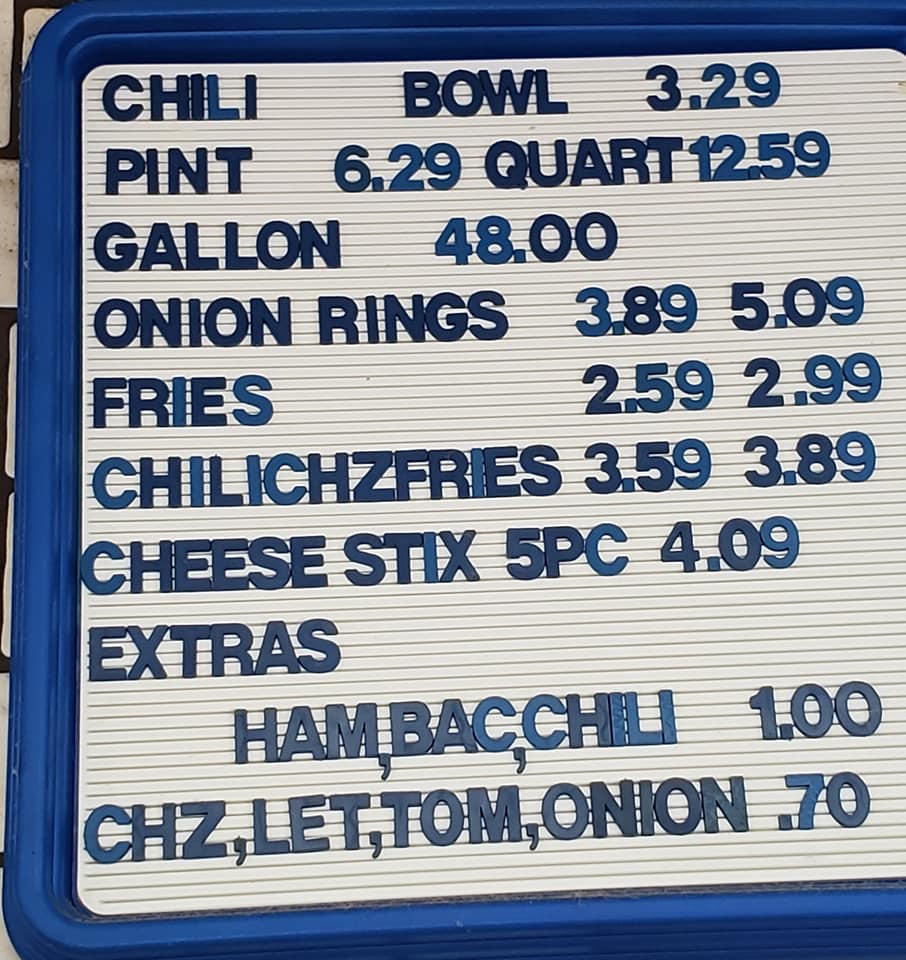 CHILI BOWL 3.29
PINT 6.29 QUART 12.59
GALLON 48.00
ONION RINGS 3.89 5.09
FRIES 2.59 2.99
CHILICHZFRIES 3.59 3.89
CHEESE STIX 5PC 4.09
EXTRAS
HAM,BAC,CHILI 1.00
CHZ,LET,TOM,ONION .70